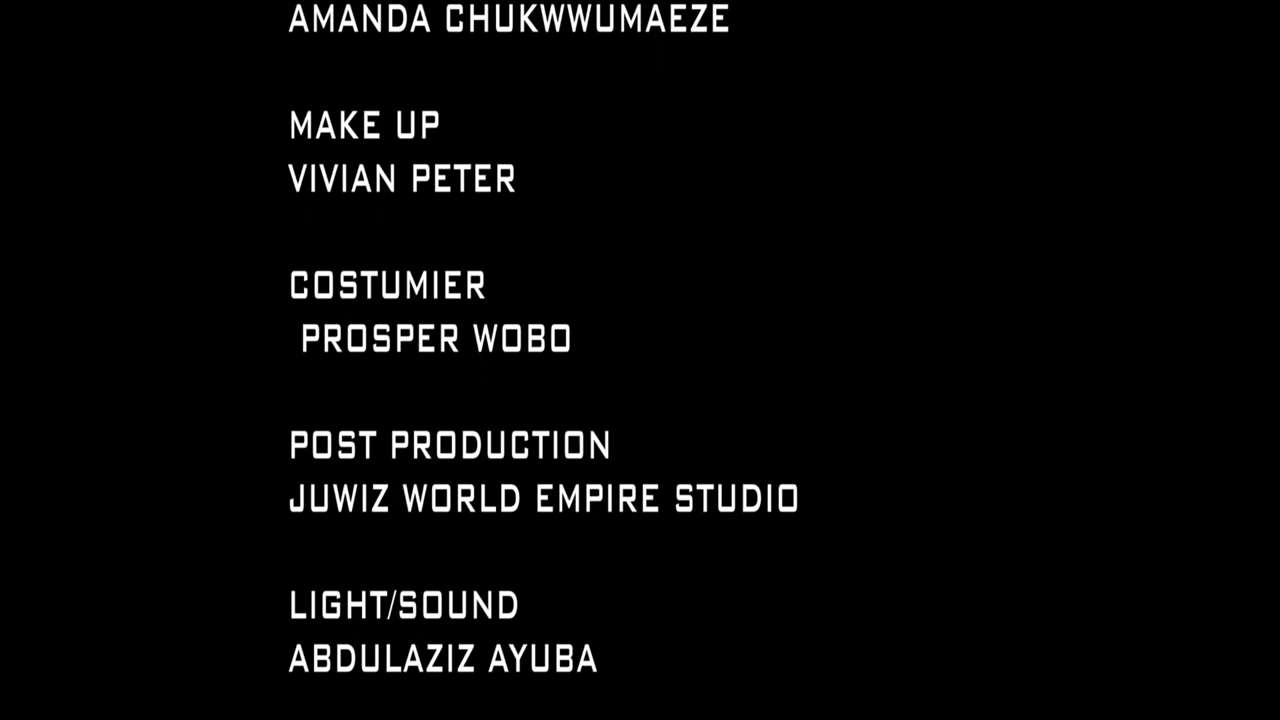 AMANDA CHUKWWUMAEZE
MAKE UP
VIVIAN PETER
COSTUMIER
PROSPER WOBO
POST PRODUCTION
JUWIZ WORLD EMPIRE STUDIO
LIGHT/SOUND
ABDULAZIZ AYUBA